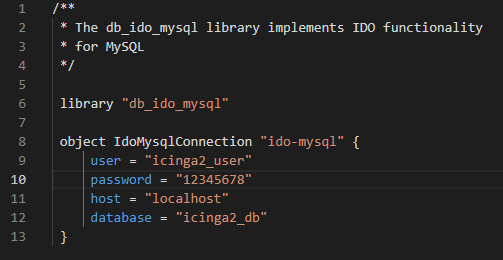 1 /**
2 * The db_ido_mysql library implements IDO functionality
3 * for MySQL
4 */
5
6 library "db_ido_mysql"
7
8 object IdoMysqlConnection "ido-mysql" {
9 user = "icinga2_user"
10 password = "12345678"
11 host = "localhost"
12 database = "icinga2_db"
13 }